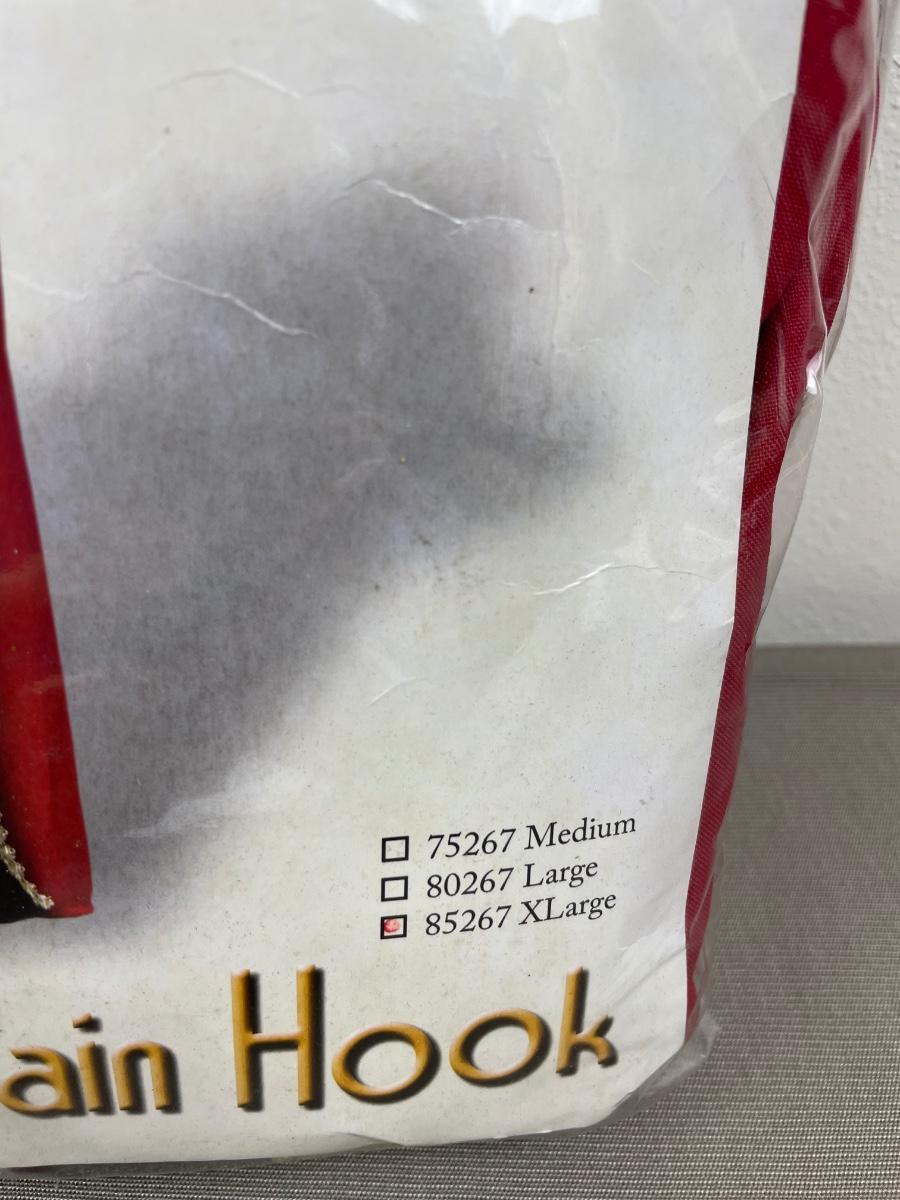 75267 Medium
80267 Large
85267 XLarge
ain Hook